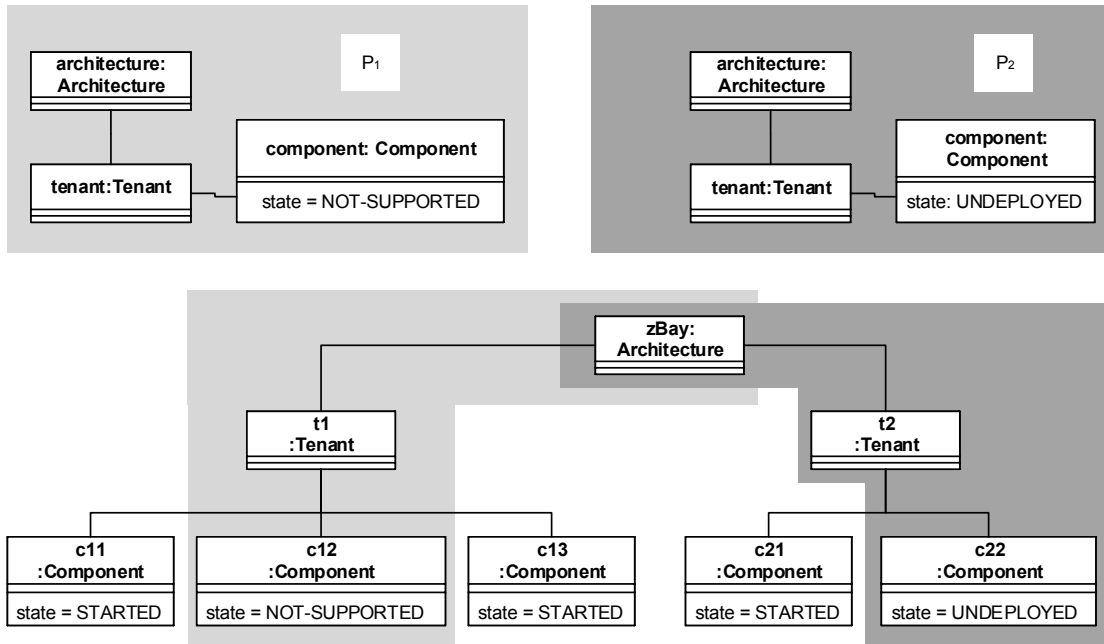 architecture:
Architecture
P1
tenant:Tenant
component: Component
state = NOT-SUPPORTED
architecture:
Architecture
P2
tenant:Tenant
component:
Component
state: UNDEPLOYED
zBay:
Architecture
t1
:Tenant
t2
:Tenant
c11
:Component
state = STARTED
c12
:Component
state = NOT-SUPPORTED
c13
:Component
state = STARTED
c21
:Component
state = STARTED
c22
:Component
state = UNDEPLOYED